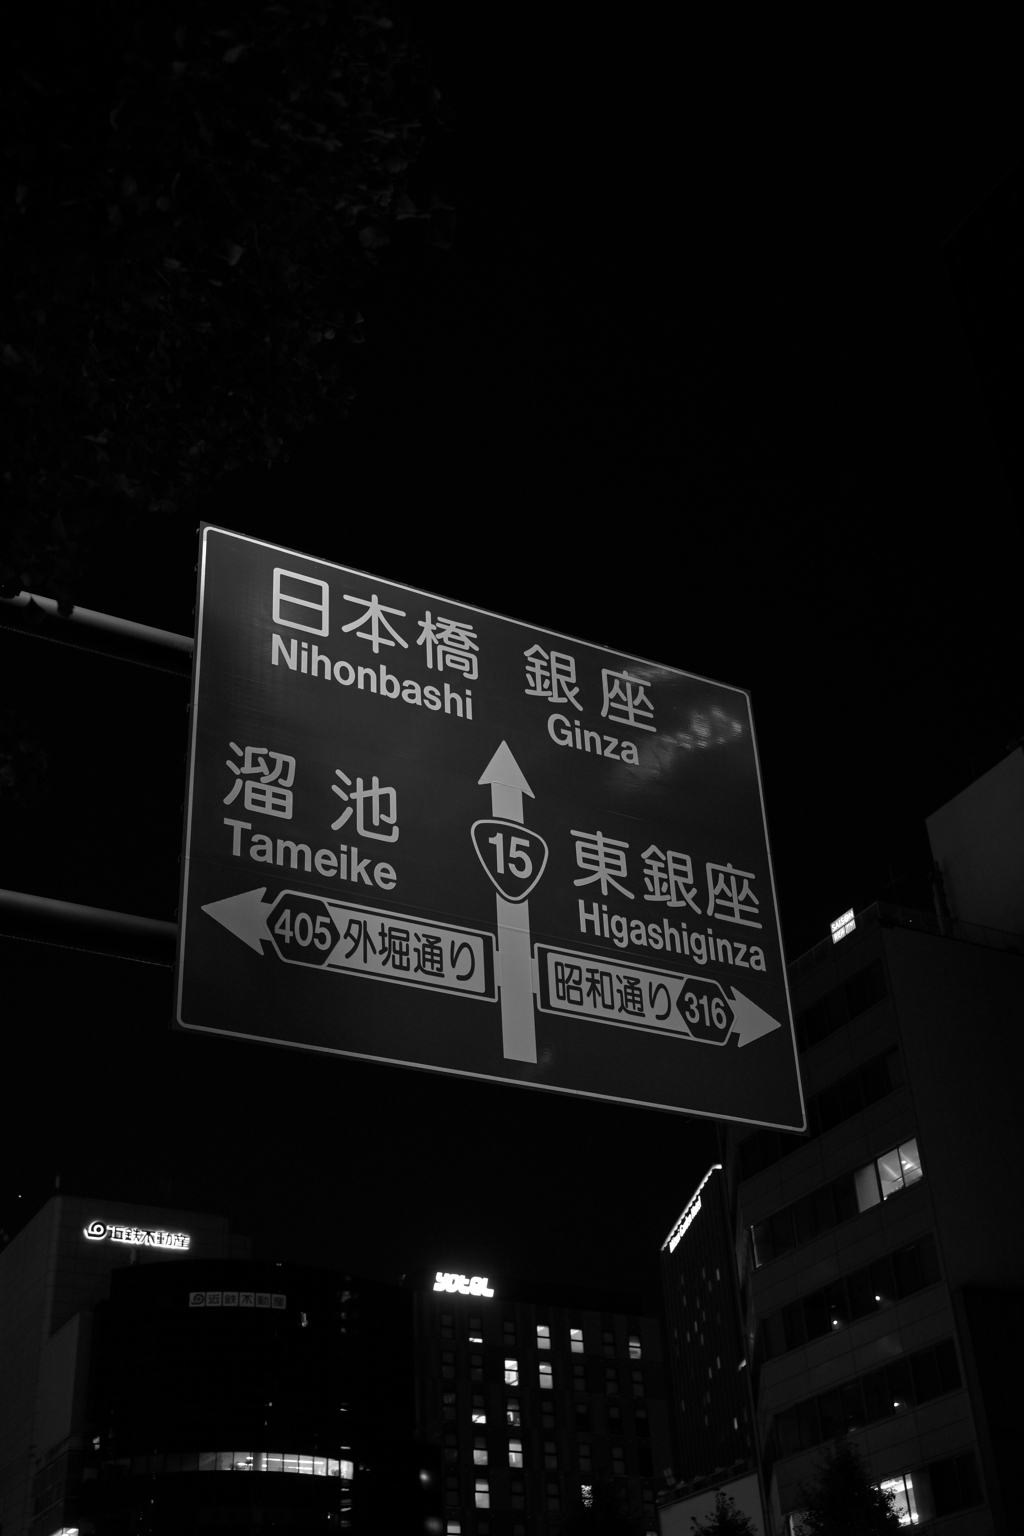 日本橋 銀座
Nihonbashi Ginza
溜池
Tameike
15
東銀座
Higashiginza
405 外堀通り
昭和通り 316
近鉄不動産
近鉄不動産
YOTEL